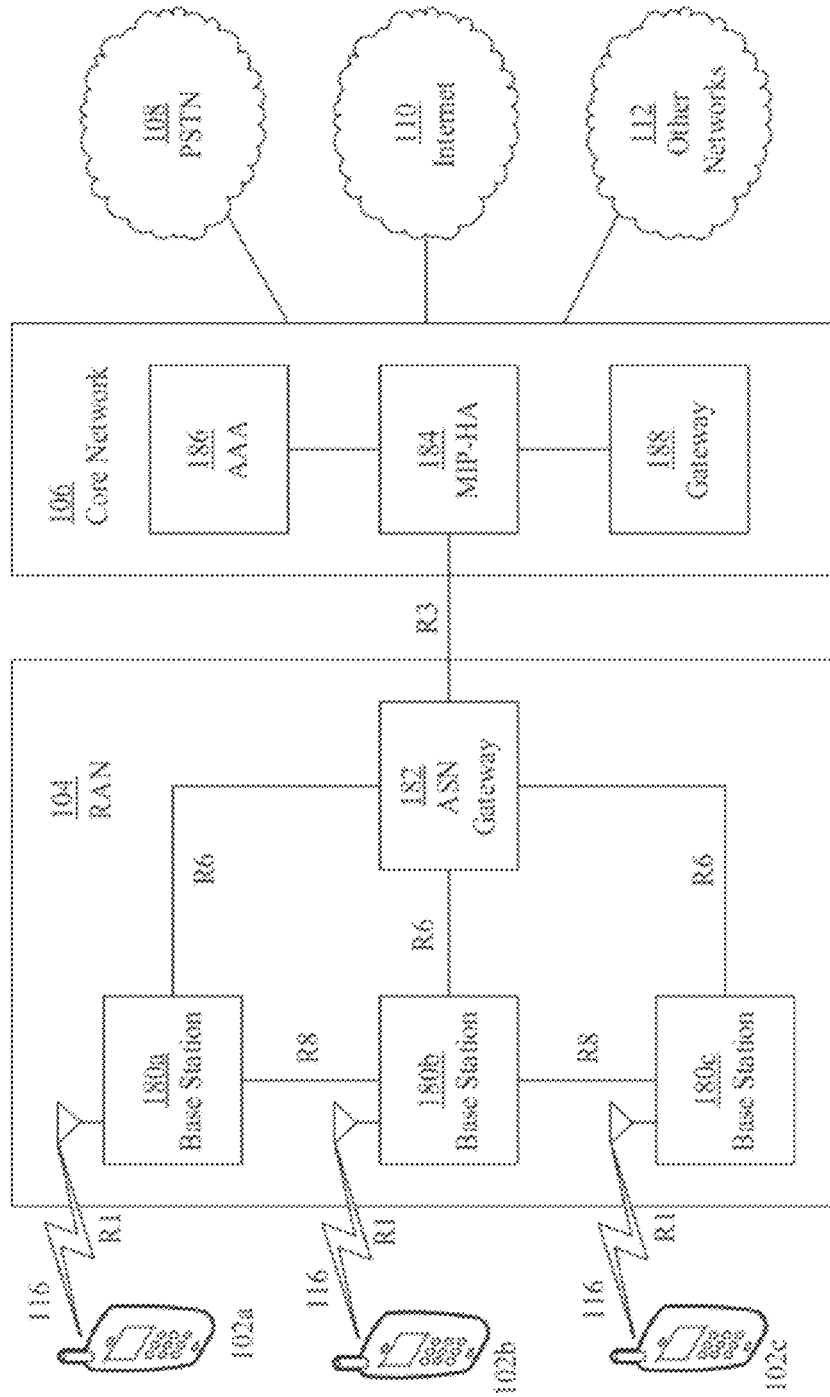 116
R1
102a
116
R1
102b
116
R1
102c
104
RAN
180a
Base Station
R8
180b
Base Station
R8
180c
Base Station
R6
R6
R6
182
ASN
Gateway
R3
106
Core Network
186
AAA
184
MIP-HA
188
Gateway
108
PSTN
110
Internet
112
Other
Networks